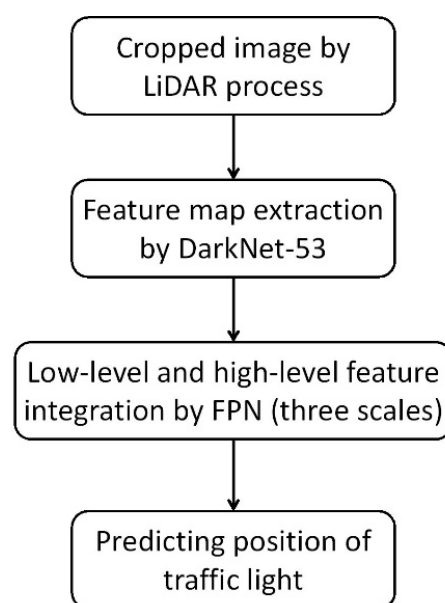 Cropped image by
LiDAR process
Feature map extraction
by DarkNet-53
Low-level and high-level feature
integration by FPN (three scales)
Predicting position of
traffic light